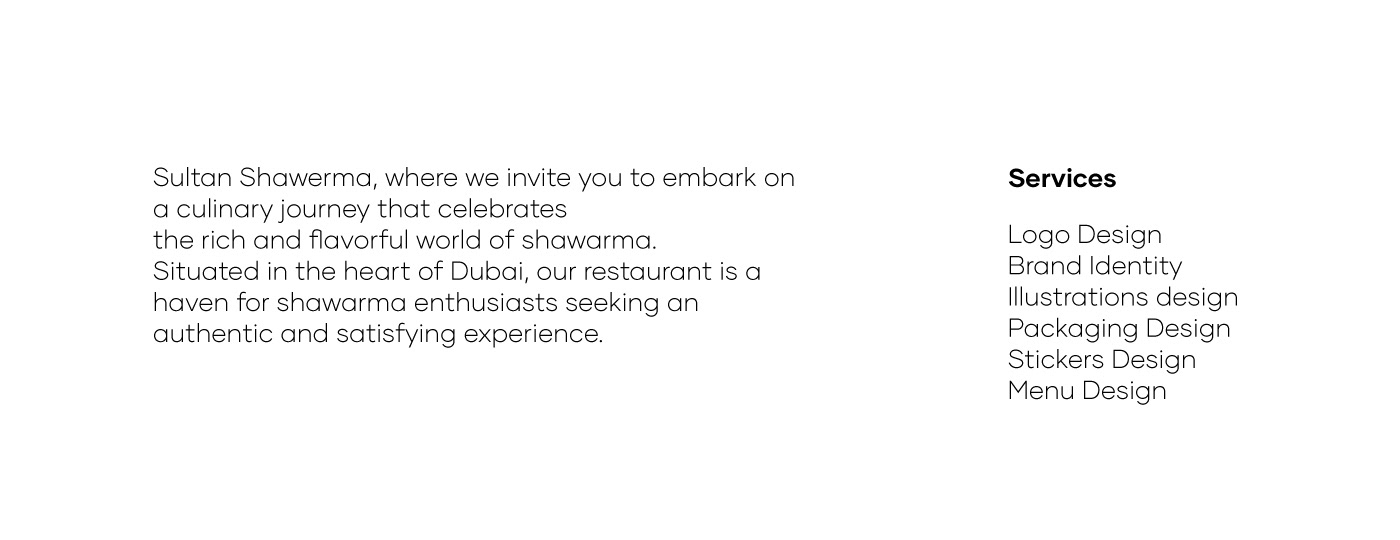 Sultan Shawerma, where we invite you to embark on
a culinary journey that celebrates
the rich and flavorful world of shawarma.
Situated in the heart of Dubai, our restaurant is a
haven for shawarma enthusiasts seeking an
authentic and satisfying experience.
Services
Logo Design
Brand Identity
Illustrations design
Packaging Design
Stickers Design
Menu Design